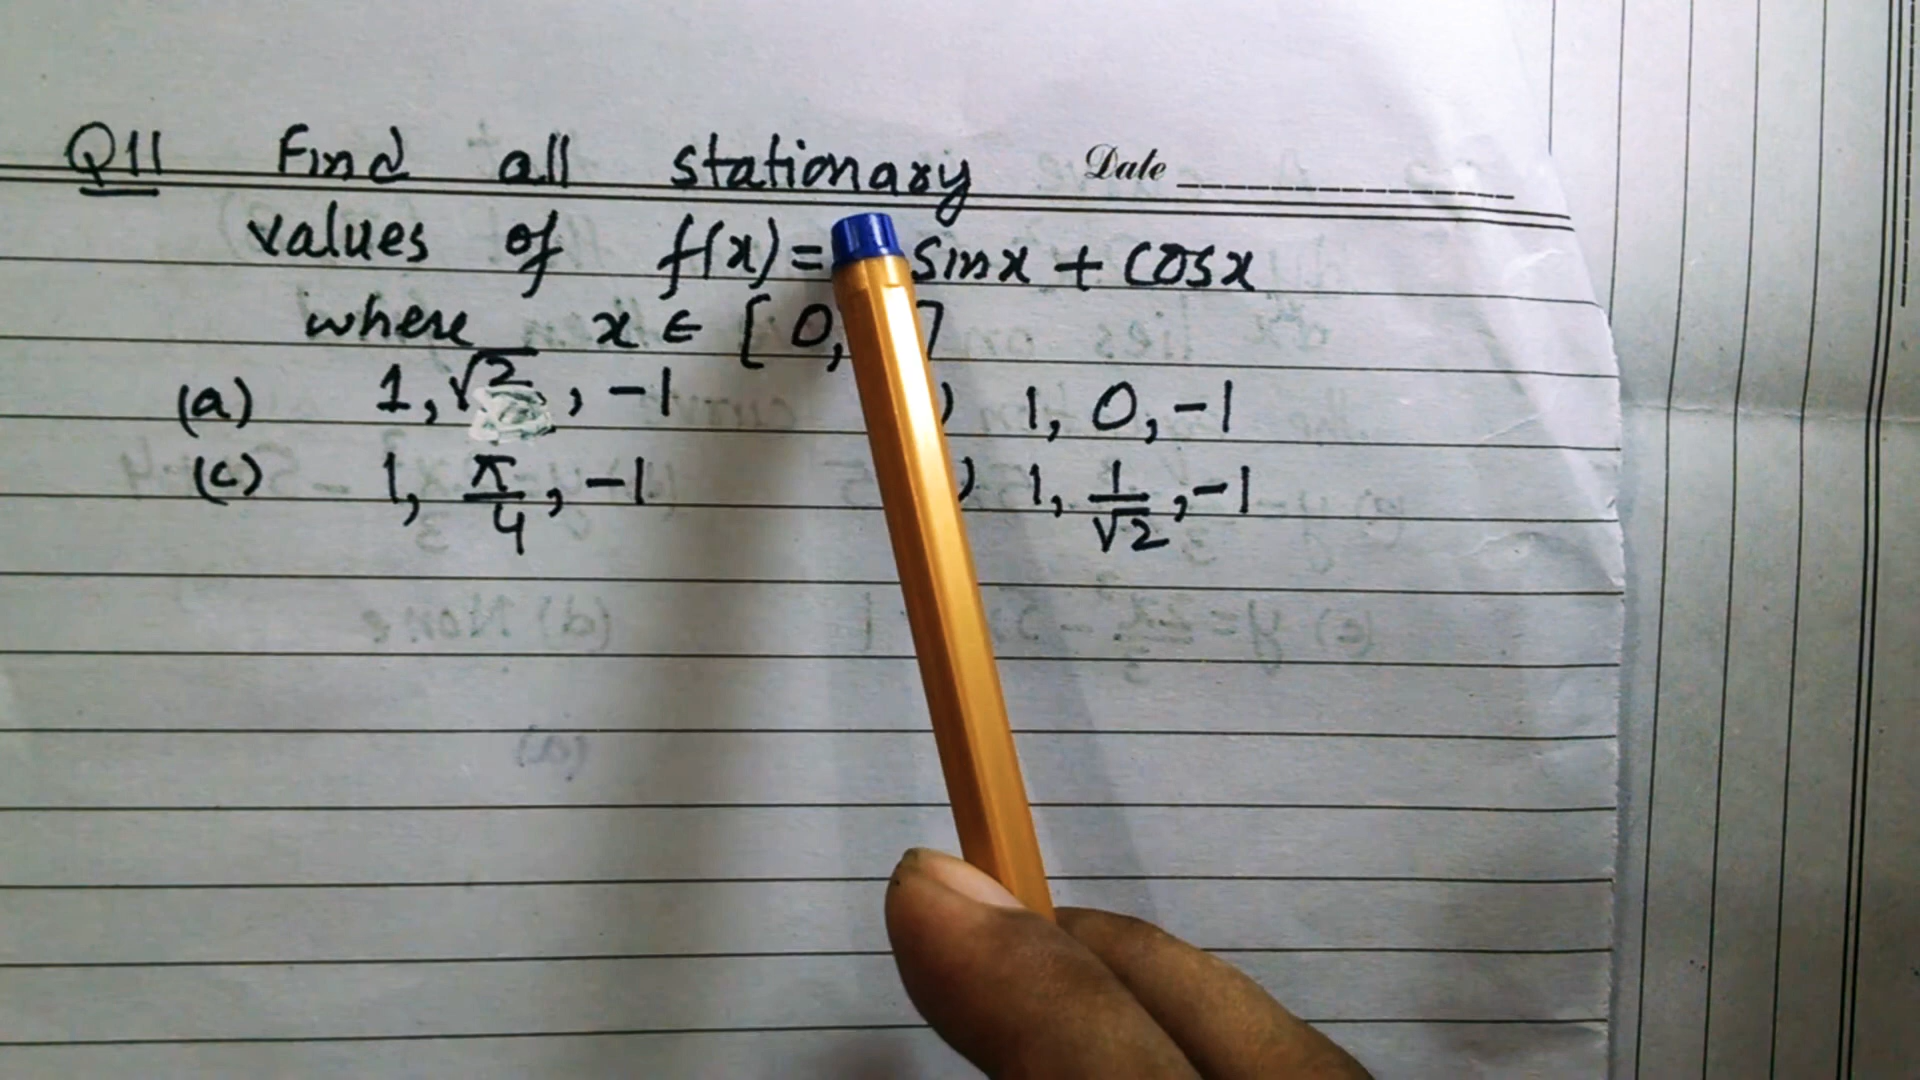 Q11 Find all stationary Date
values of f(x)= sinx + cosx
where x ∈ [0, ]
(a) 1, √2, -1 ) 1, 0, -1
(c) 1, π/4, -1 ) 1, 1/√2, -1